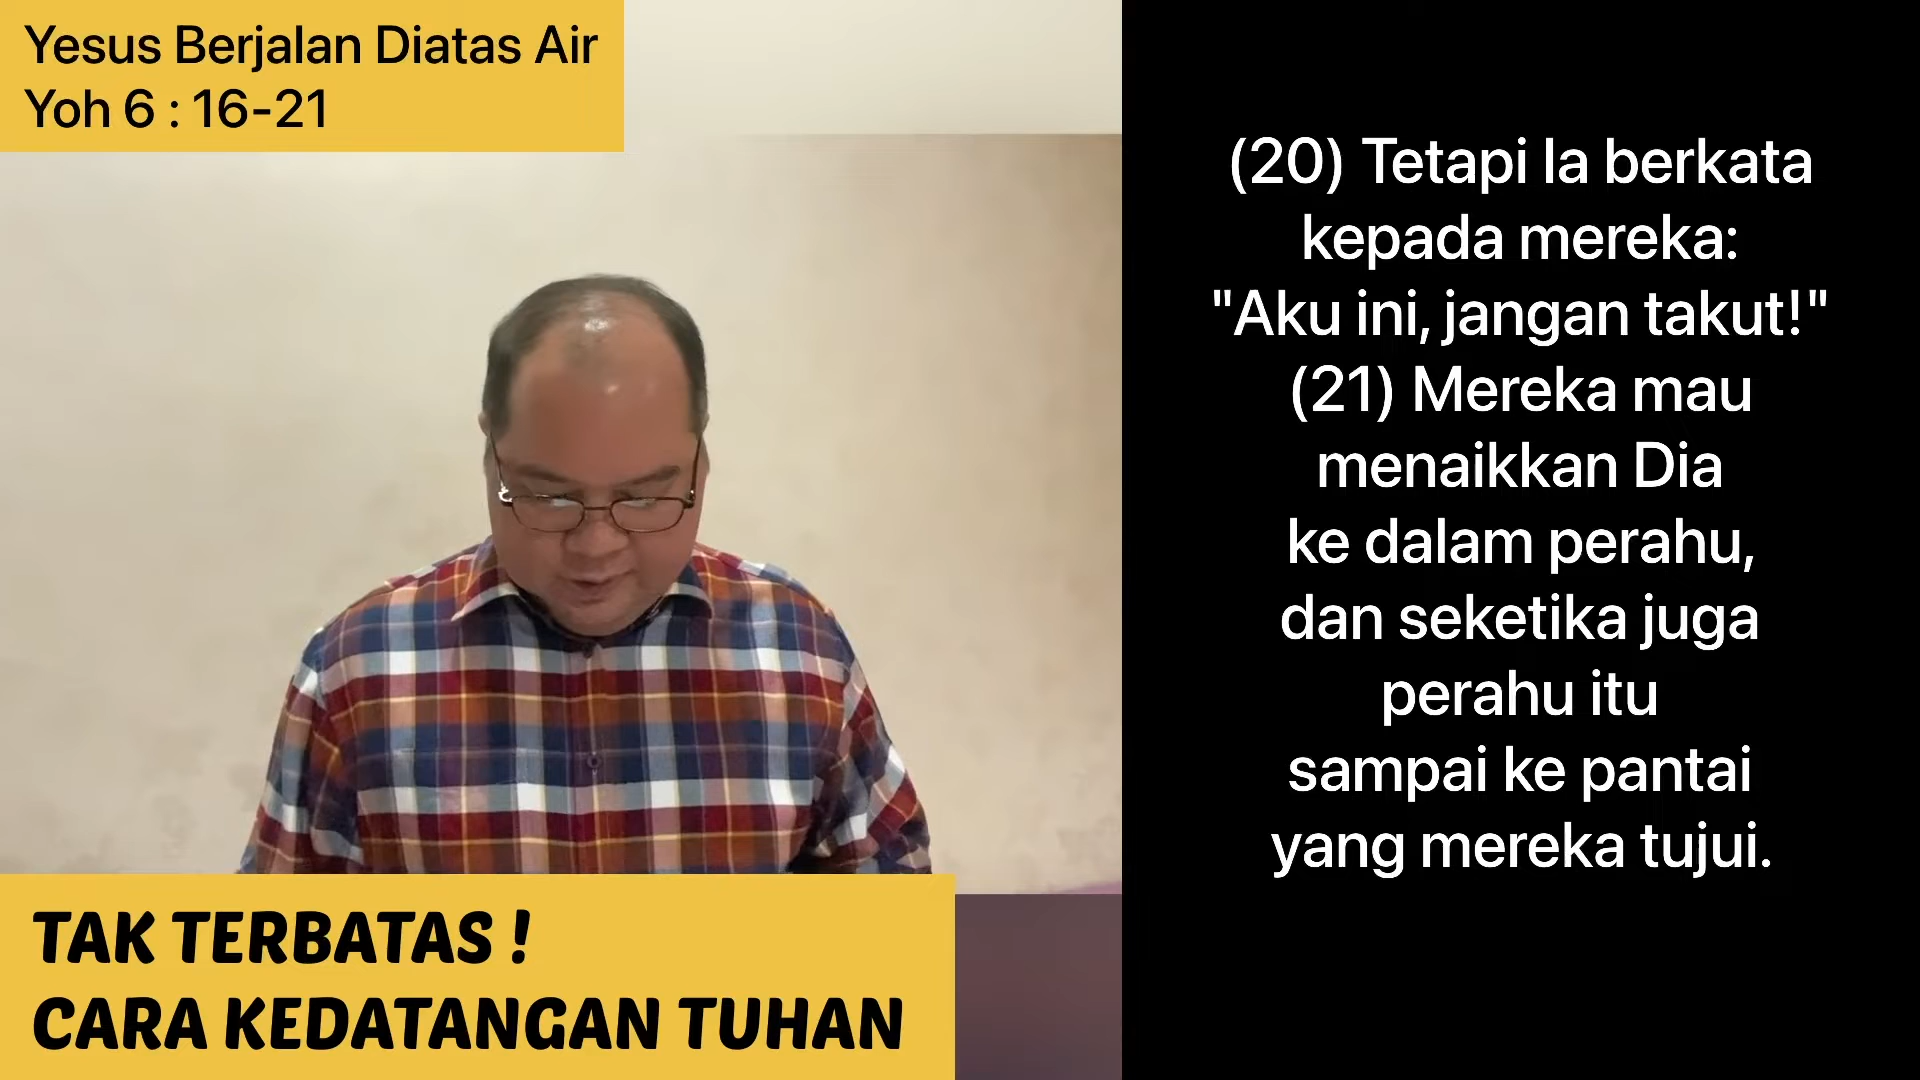 Yesus Berjalan Diatas Air
Yoh 6 : 16-21
(20) Tetapi Ia berkata
kepada mereka:
"Aku ini, jangan takut!"
(21) Mereka mau
menaikkan Dia
ke dalam perahu,
dan seketika juga
perahu itu
sampai ke pantai
yang mereka tujui.
TAK TERBATAS !
CARA KEDATANGAN TUHAN